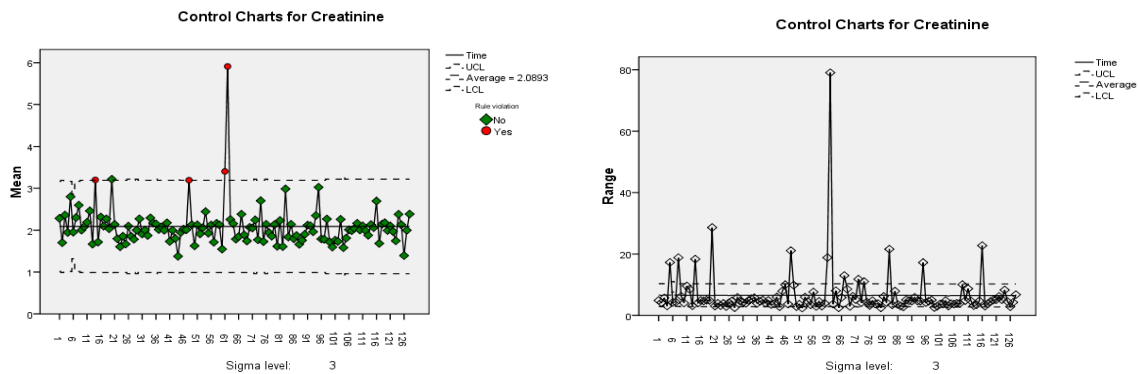 Control Charts for Creatinine
6
5
4
3
2
1
0
Mean
1 6 11 16 21 26 31 36 41 46 51 56 61 66 71 76 81 86 91 96 101 106 111 116 121 126
Sigma level: 3
Time
UCL
Average = 2.0893
LCL
Rule violation
No
Yes
Control Charts for Creatinine
80
60
40
20
0
Range
1 6 11 16 21 26 31 36 41 46 51 56 61 66 71 76 81 86 91 96 101 106 111 116 121 126
Sigma level: 3
Time
UCL
Average
LCL